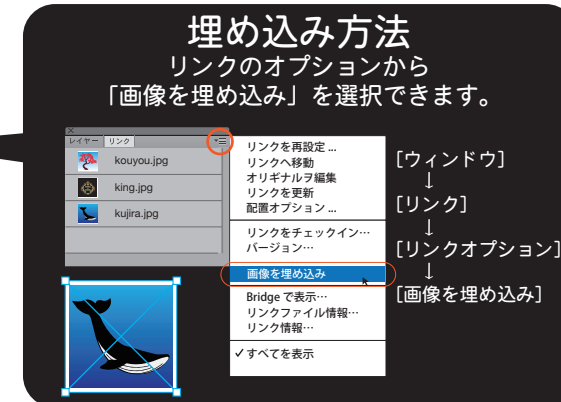 埋め込み方法
リンクのオプションから
「画像を埋め込み」を選択できます。
レイヤー リンク
kouyou.jpg
king.jpg
kujira.jpg
リンクを再設定 ...
リンクへ移動
オリギナルヲ編集
リンクを更新
配置オプション ...
リンクをチェックイン…
バージョン…
画像を埋め込み
Bridge で表示…
リンクファイル情報…
リンク情報…
✓すべてを表示
[ウィンドウ]
↓
[リンク]
↓
[リンクオプション]
↓
[画像を埋め込み]